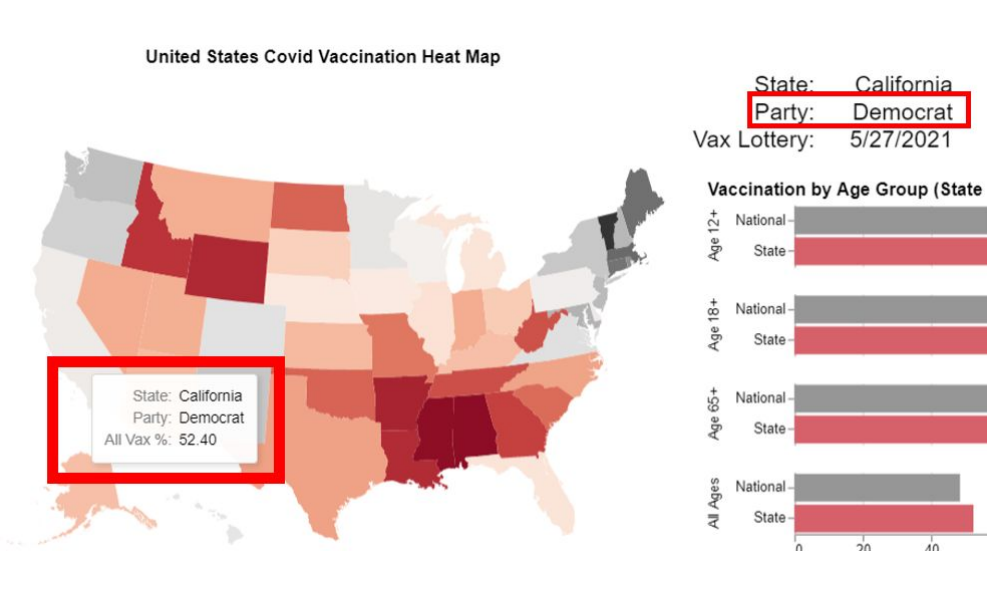 United States Covid Vaccination Heat Map
State: California
Party: Democrat
All Vax %: 52.40
State: California
Party: Democrat
Vax Lottery: 5/27/2021
Vaccination by Age Group (State
Age 12+
National
State
Age 18+
National
State
Age 65+
National
State
All Ages
National
State
0 20 40